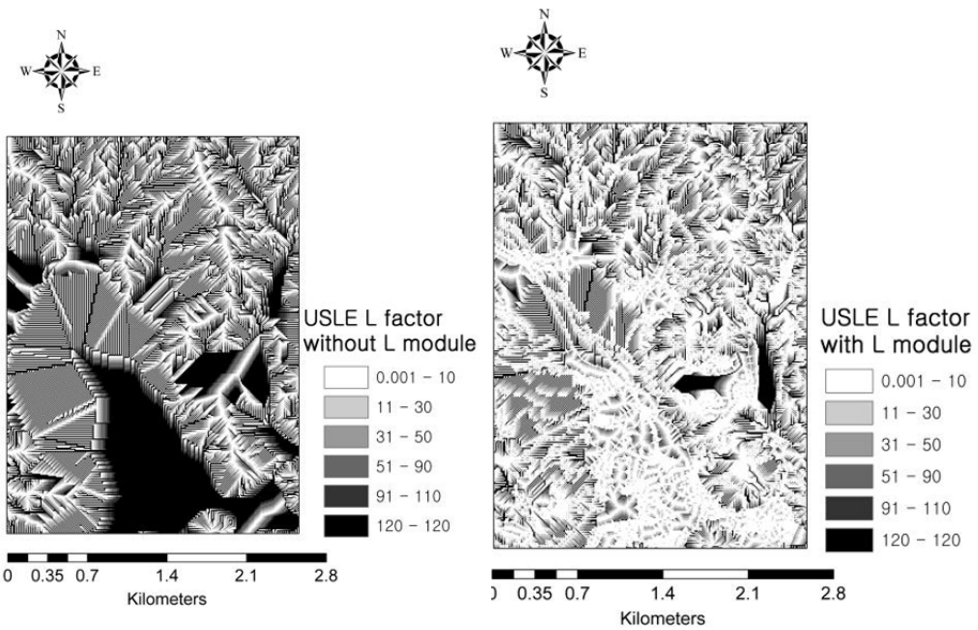 N
W E
S
USLE L factor
without L module
0.001 - 10
11 - 30
31 - 50
51 - 90
91 - 110
120 - 120
0 0.35 0.7 1.4 2.1 2.8
Kilometers
N
W E
S
USLE L factor
with L module
0.001 - 10
11 - 30
31 - 50
51 - 90
91 - 110
120 - 120
0 0.35 0.7 1.4 2.1 2.8
Kilometers